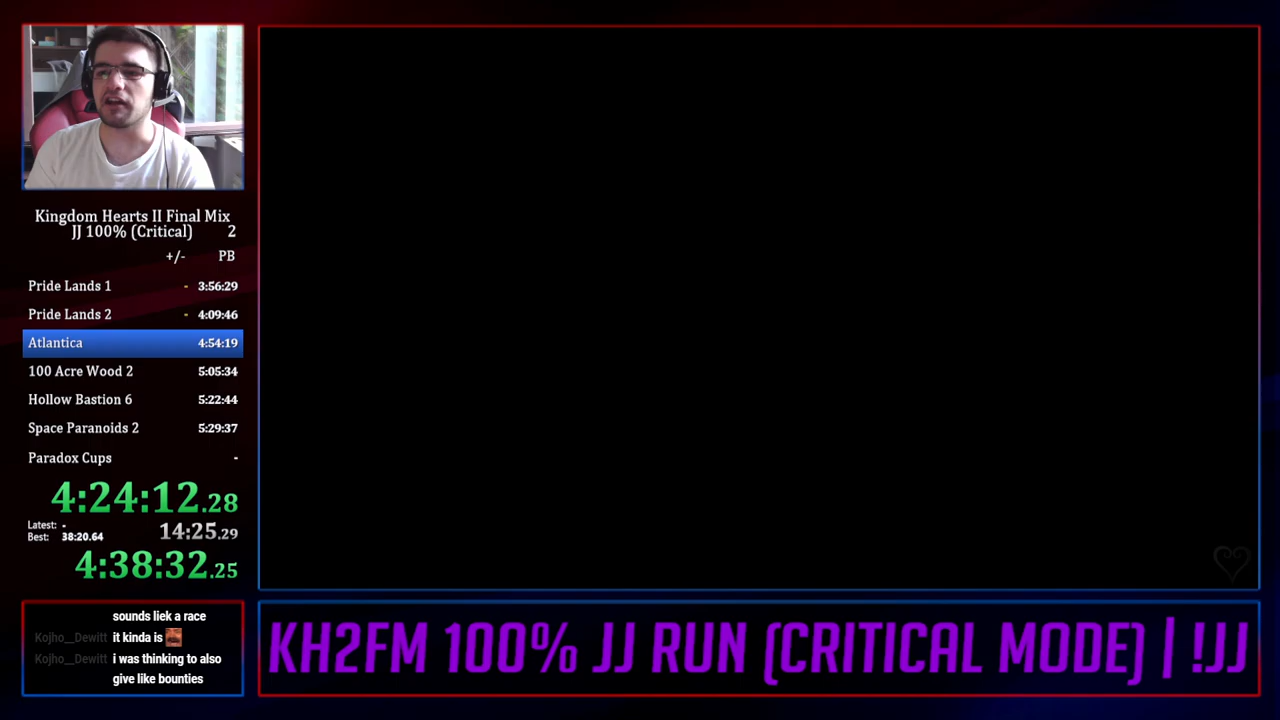 Kingdom Hearts II Final Mix
JJ 100% (Critical) 2
+/- PB
Pride Lands 1 - 3:56:29
Pride Lands 2 - 4:09:46
Atlantica 4:54:19
100 Acre Wood 2 5:05:34
Hollow Bastion 6 5:22:44
Space Paranoids 2 5:29:37
Paradox Cups -
4:24:12.28
Latest: -
Best: 38:20.64
14:25.29
4:38:32.25
sounds liek a race
Kojho__Dewitt it kinda is
Kojho__Dewitt i was thinking to also
give like bounties
KH2FM 100% JJ RUN (CRITICAL MODE) | !JJ